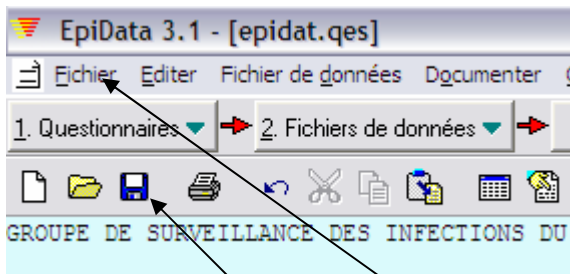 EpiData 3.1 - [epidat.qes]
Fichier Editer Fichier de données Documenter
1. Questionnaires 2. Fichiers de données
GROUPE DE SURVEILLANCE DES INFECTIONS DU